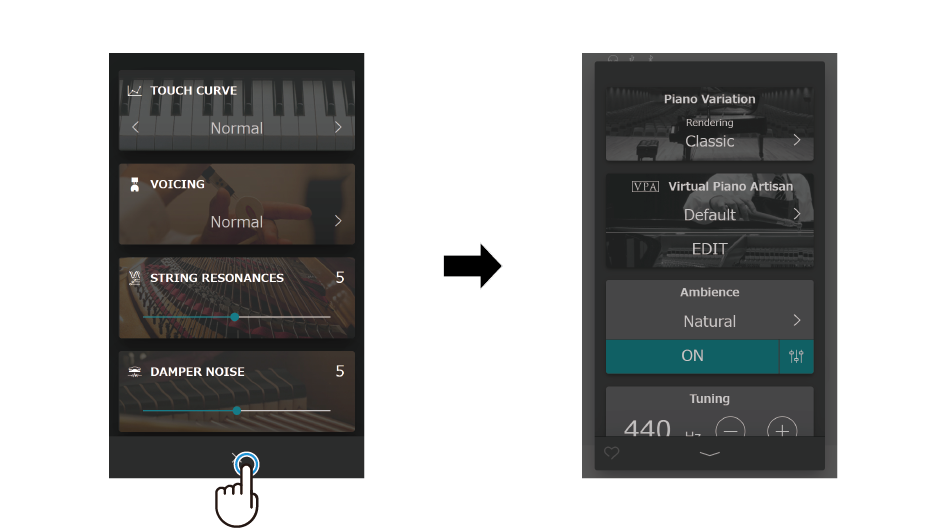 TOUCH CURVE
Normal
VOICING
Normal
STRING RESONANCES 5
DAMPER NOISE 5
Piano Variation
Rendering
Classic
VPA Virtual Piano Artisan
Default
EDIT
Ambience
Natural
ON
Tuning
440 Hz